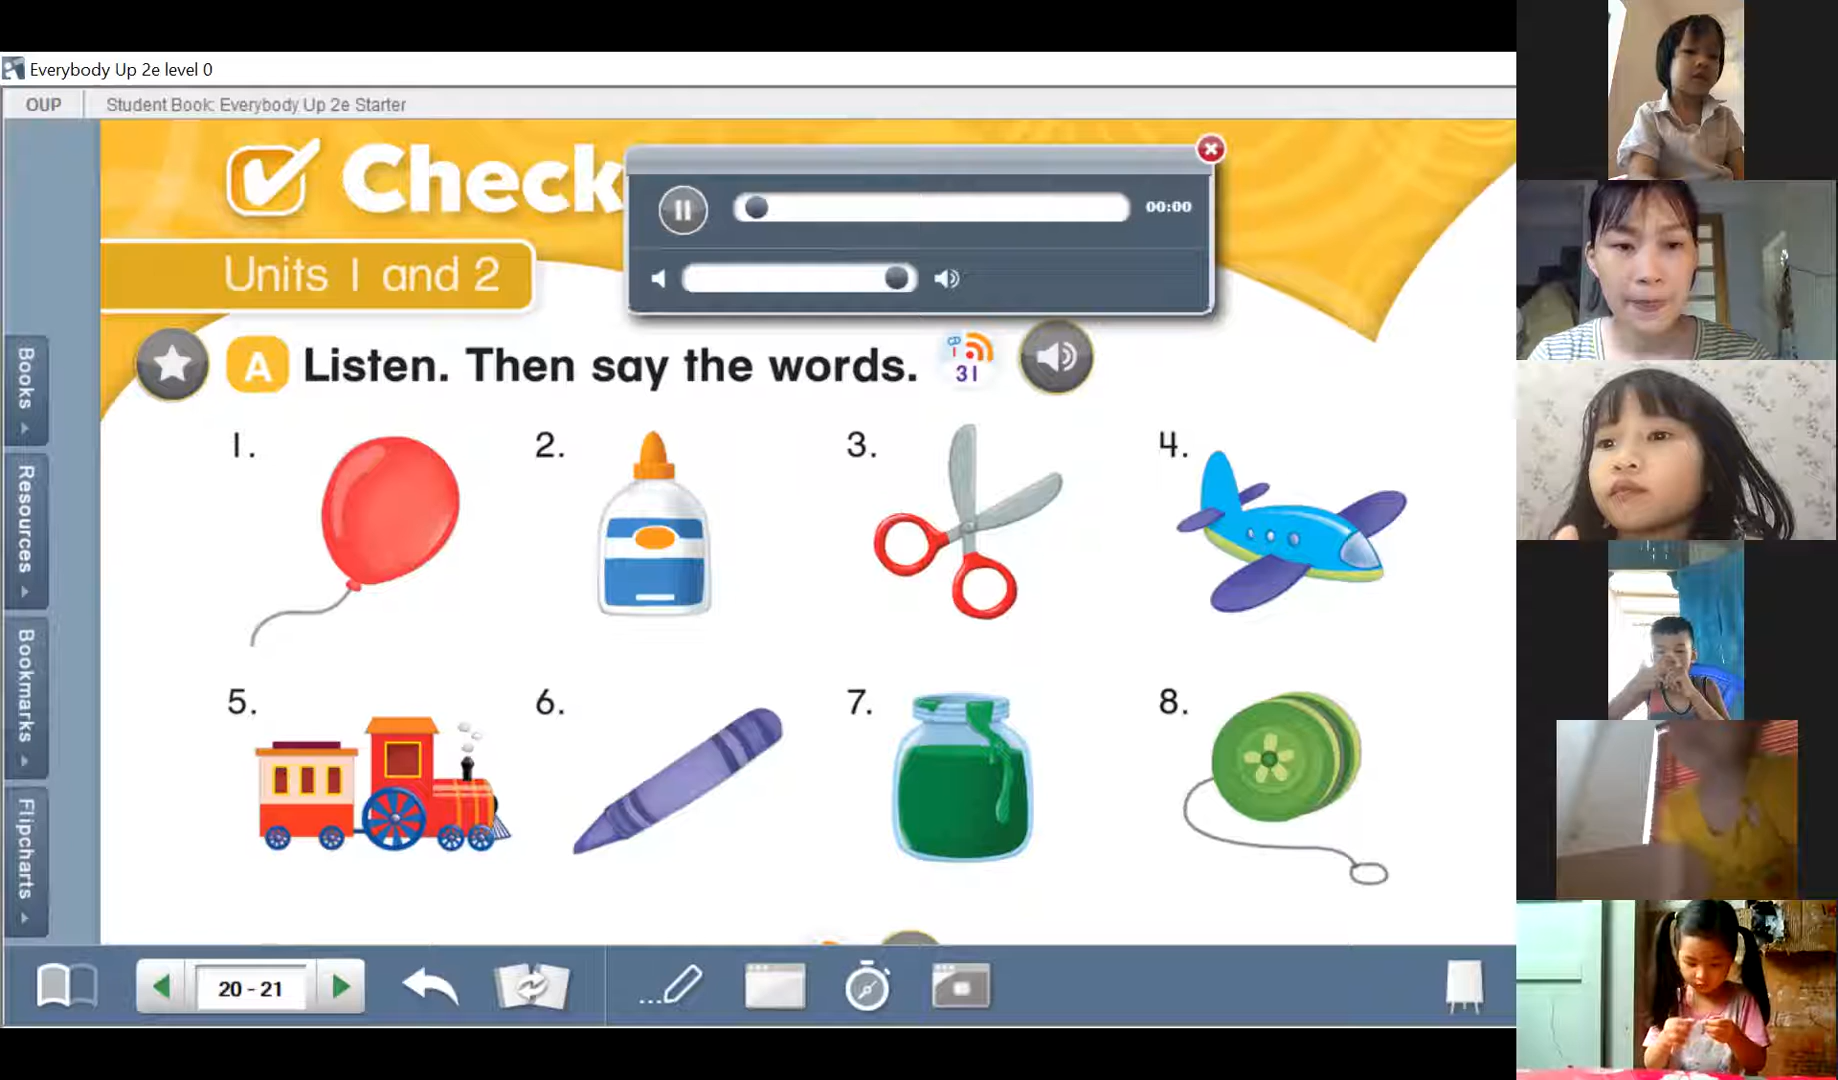 Everybody Up 2e level 0
OUP
Student Book: Everybody Up 2e Starter
Check
Units 1 and 2
00:00
A Listen. Then say the words.
31
1.
2.
3.
4.
5.
6.
7.
8.
Books
Resources
Bookmarks
Flipcharts
20 - 21